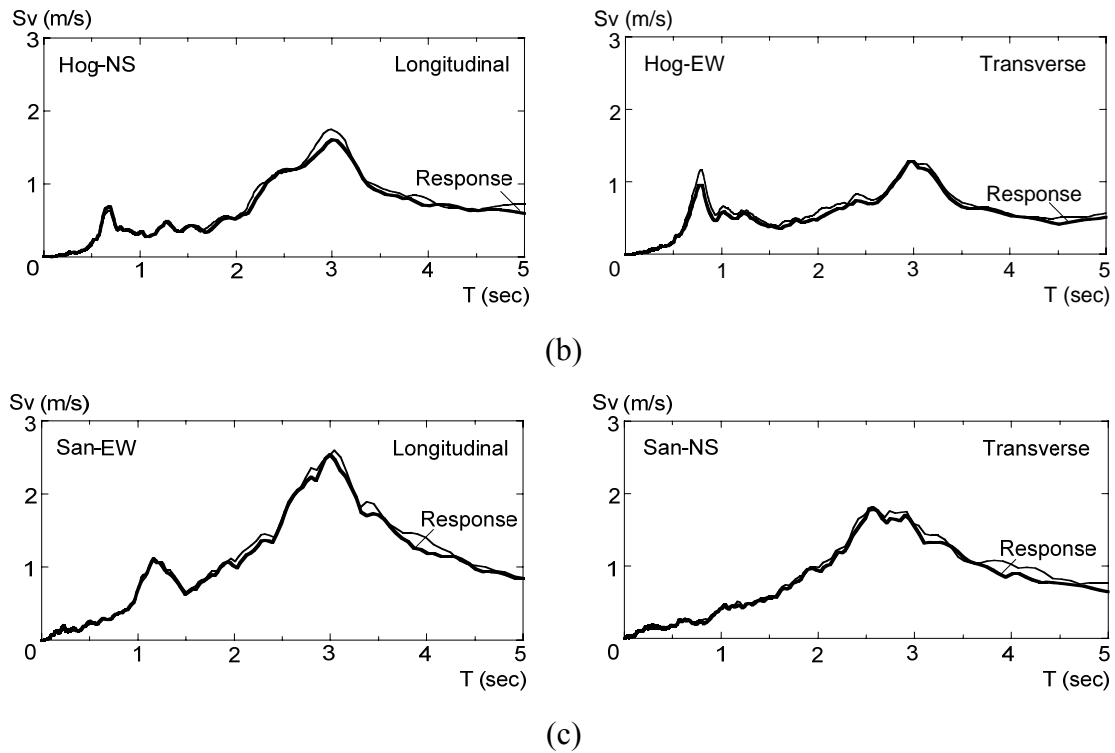 Sv (m/s)
3
2
1
0
Hog-NS
Longitudinal
Response
1 2 3 4 5
T (sec)
Sv (m/s)
3
2
1
0
Hog-EW
Transverse
Response
1 2 3 4 5
T (sec)
(b)
Sv (m/s)
3
2
1
0
San-EW
Longitudinal
Response
1 2 3 4 5
T (sec)
Sv (m/s)
3
2
1
0
San-NS
Transverse
Response
1 2 3 4 5
T (sec)
(c)